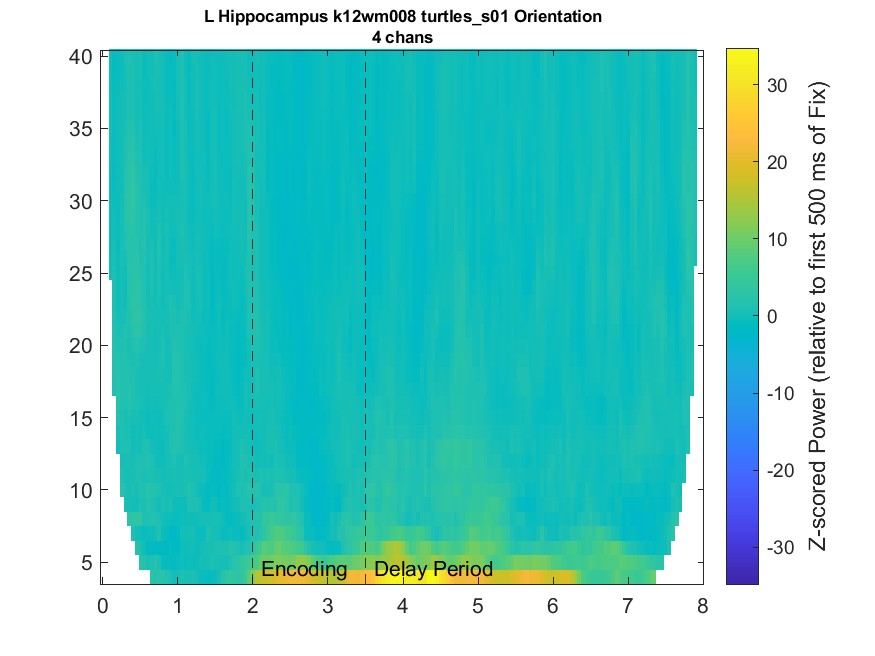 L Hippocampus k12wm008 turtles_s01 Orientation
4 chans
40
35
30
25
20
15
10
5
Encoding
Delay Period
0 1 2 3 4 5 6 7 8
30
20
10
0
-10
-20
-30
Z-scored Power (relative to first 500 ms of Fix)